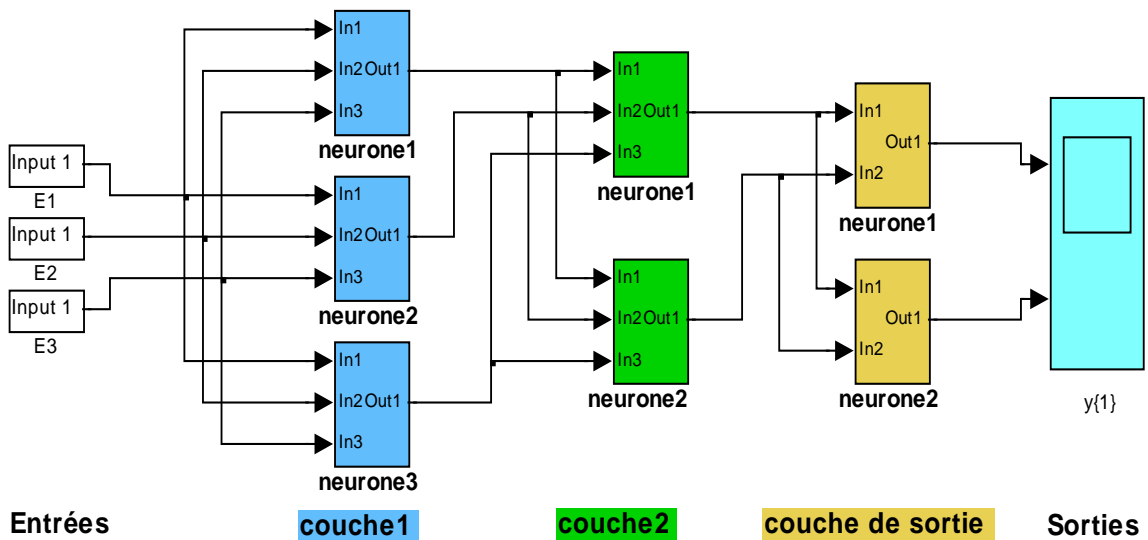 Input 1
E1
Input 1
E2
Input 1
E3
In1
In2 Out1
In3
neurone1
In1
In2 Out1
In3
neurone2
In1
In2 Out1
In3
neurone3
In1
In2 Out1
In3
neurone1
In1
In2 Out1
In3
neurone2
In1
Out1
In2
neurone1
In1
Out1
In2
neurone2
y{1}
Entrées couche1 couche2 couche de sortie Sorties